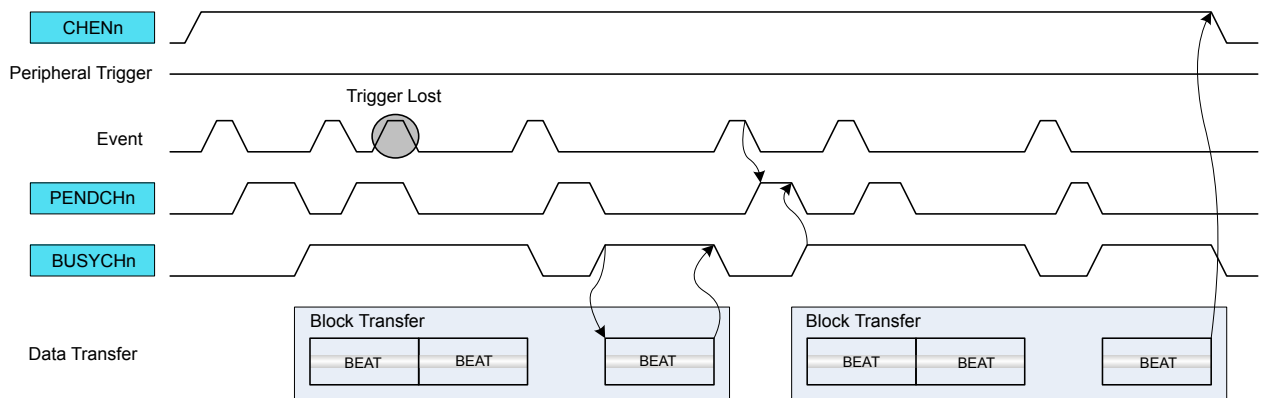 CHENn
Peripheral Trigger
Trigger Lost
Event
PENDCHn
BUSYCHn
Data Transfer
Block Transfer
BEAT
BEAT
BEAT
Block Transfer
BEAT
BEAT
BEAT